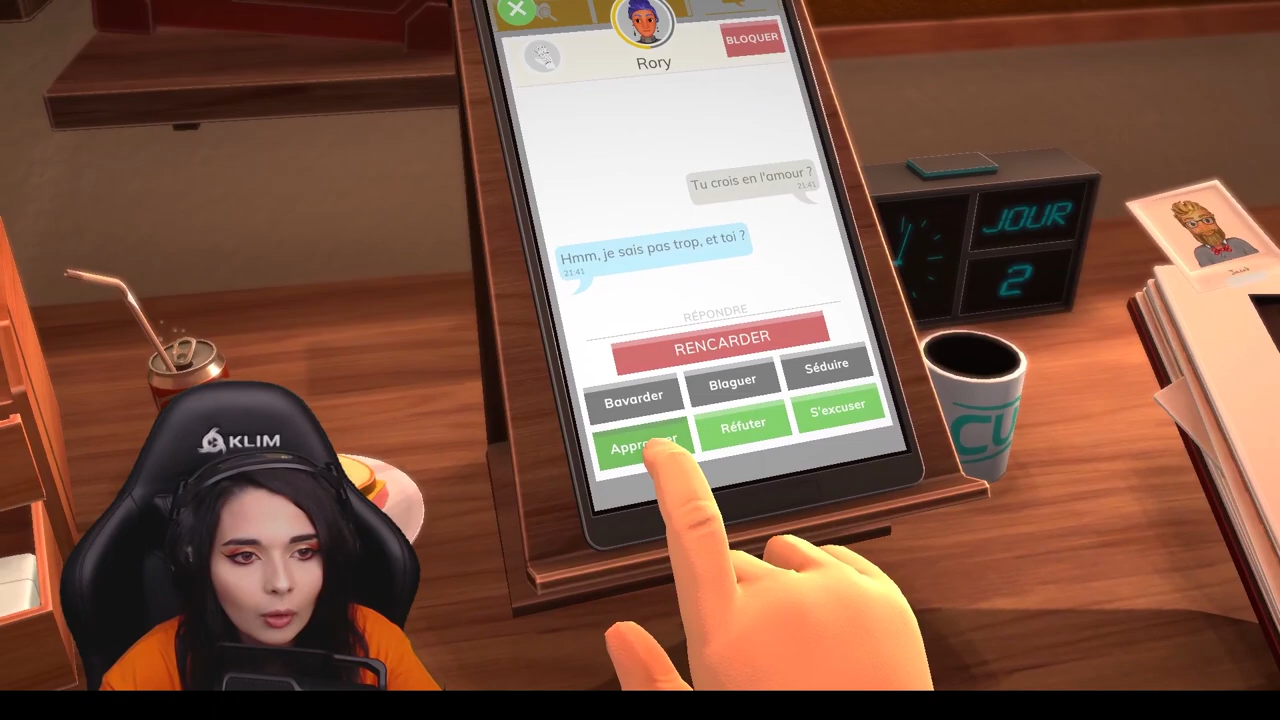 BLOQUER
Rory
Tu crois en l'amour ?
21:41
Hmm, je sais pas trop, et toi ?
21:41
RÉPONDRE
RENCARDER
Bavarder
Blaguer
Séduire
Réfuter
S'excuser
JOUR
2
CU
KLIM